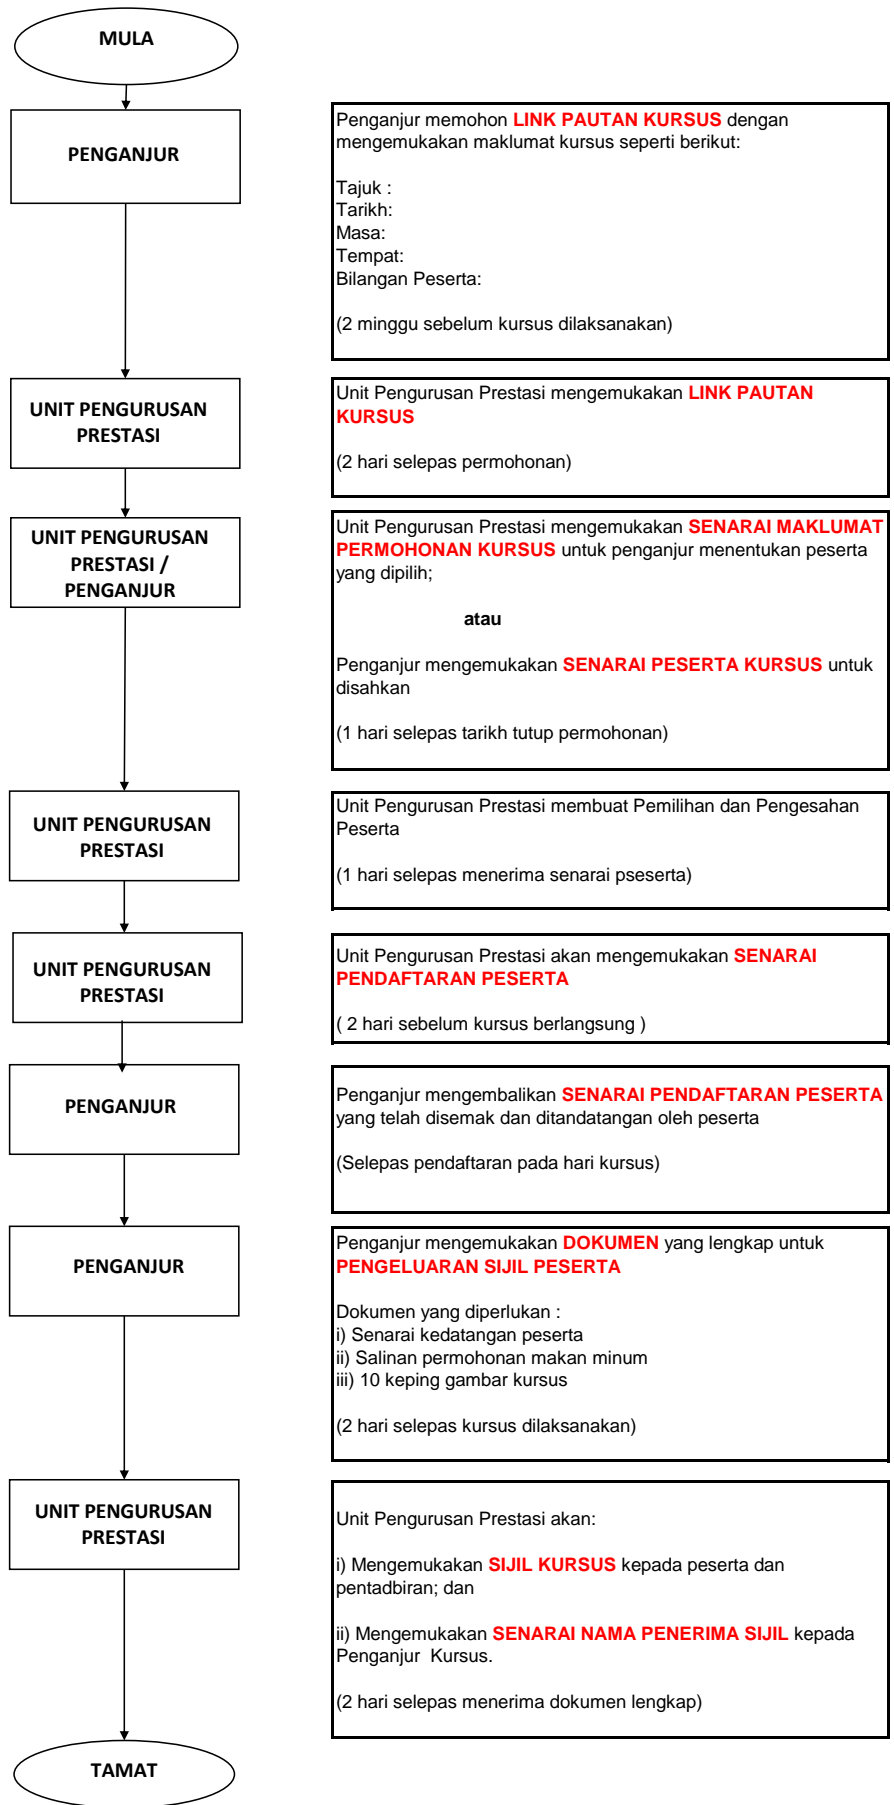 MULA
PENGANJUR
Penganjur memohon LINK PAUTAN KURSUS dengan
mengemukakan maklumat kursus seperti berikut:
Tajuk :
Tarikh:
Masa:
Tempat:
Bilangan Peserta:
(2 minggu sebelum kursus dilaksanakan)
UNIT PENGURUSAN
PRESTASI
Unit Pengurusan Prestasi mengemukakan LINK PAUTAN
KURSUS
(2 hari selepas permohonan)
UNIT PENGURUSAN
PRESTASI /
PENGANJUR
Unit Pengurusan Prestasi mengemukakan SENARAI MAKLUMAT
PERMOHONAN KURSUS untuk penganjur menentukan peserta
yang dipilih;
atau
Penganjur mengemukakan SENARAI PESERTA KURSUS untuk
disahkan
(1 hari selepas tarikh tutup permohonan)
UNIT PENGURUSAN
PRESTASI
Unit Pengurusan Prestasi membuat Pemilihan dan Pengesahan
Peserta
(1 hari selepas menerima senarai pseserta)
UNIT PENGURUSAN
PRESTASI
Unit Pengurusan Prestasi akan mengemukakan SENARAI
PENDAFTARAN PESERTA
( 2 hari sebelum kursus berlangsung )
PENGANJUR
Penganjur mengembalikan SENARAI PENDAFTARAN PESERTA
yang telah disemak dan ditandatangan oleh peserta
(Selepas pendaftaran pada hari kursus)
PENGANJUR
Penganjur mengemukakan DOKUMEN yang lengkap untuk
PENGELUARAN SIJIL PESERTA
Dokumen yang diperlukan :
i) Senarai kedatangan peserta
ii) Salinan permohonan makan minum
iii) 10 keping gambar kursus
(2 hari selepas kursus dilaksanakan)
UNIT PENGURUSAN
PRESTASI
Unit Pengurusan Prestasi akan:
i) Mengemukakan SIJIL KURSUS kepada peserta dan
pentadbiran; dan
ii) Mengemukakan SENARAI NAMA PENERIMA SIJIL kepada
Penganjur  Kursus.
(2 hari selepas menerima dokumen lengkap)
TAMAT